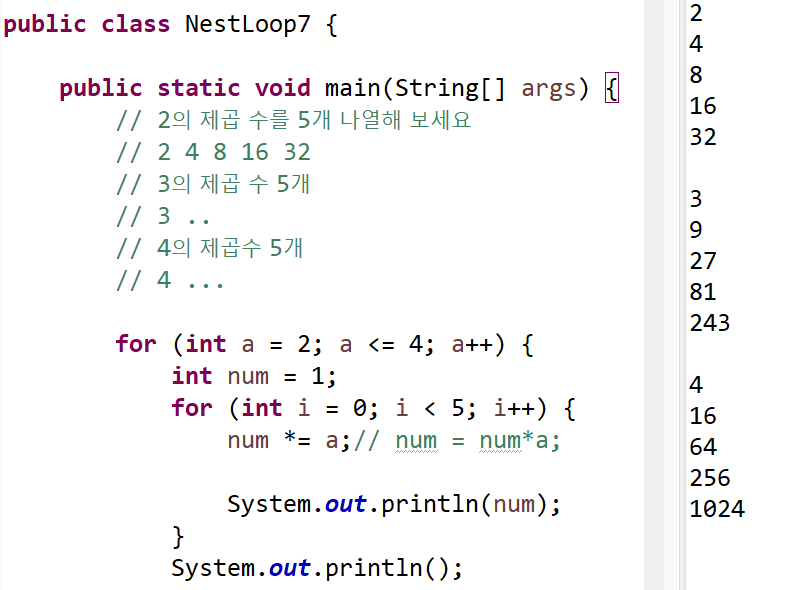 public class NestLoop7 {
public static void main(String[] args) {
// 2의 제곱 수를 5개 나열해 보세요
// 2 4 8 16 32
// 3의 제곱 수 5개
// 3 ..
// 4의 제곱수 5개
// 4 ...
for (int a = 2; a <= 4; a++) {
int num = 1;
for (int i = 0; i < 5; i++) {
num *= a;// num = num*a;
System.out.println(num);
}
System.out.println();
2
4
8
16
32
3
9
27
81
243
4
16
64
256
1024